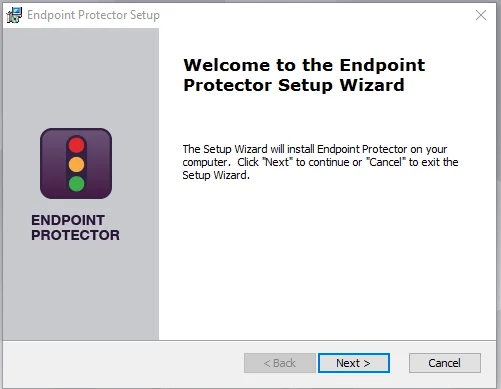 Endpoint Protector Setup
Welcome to the Endpoint
Protector Setup Wizard
The Setup Wizard will install Endpoint Protector on your
computer. Click "Next" to continue or "Cancel" to exit the
Setup Wizard.
ENDPOINT
PROTECTOR
< Back
Next >
Cancel